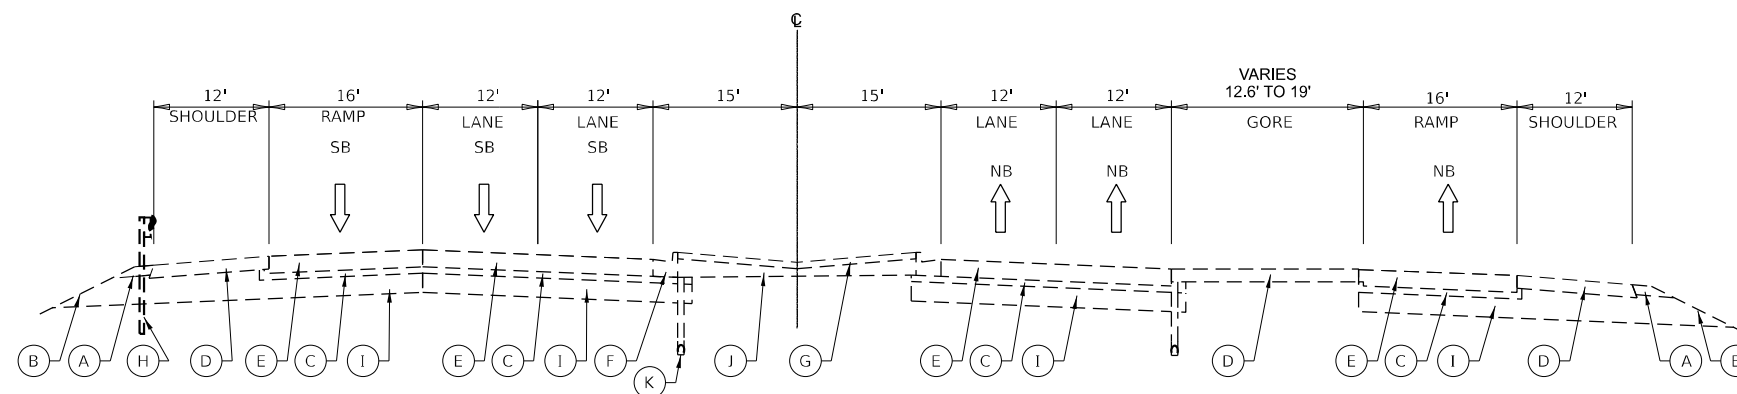 ℄
VARIES
12' 16' 12' 12' 15' 15' 12' 12' 12.6' TO 19' 16' 12'
SHOULDER RAMP LANE LANE LANE LANE GORE RAMP SHOULDER
SB SB SB
NB NB NB
B A H D E C I E C I F J G E C I D E C I D A B
K